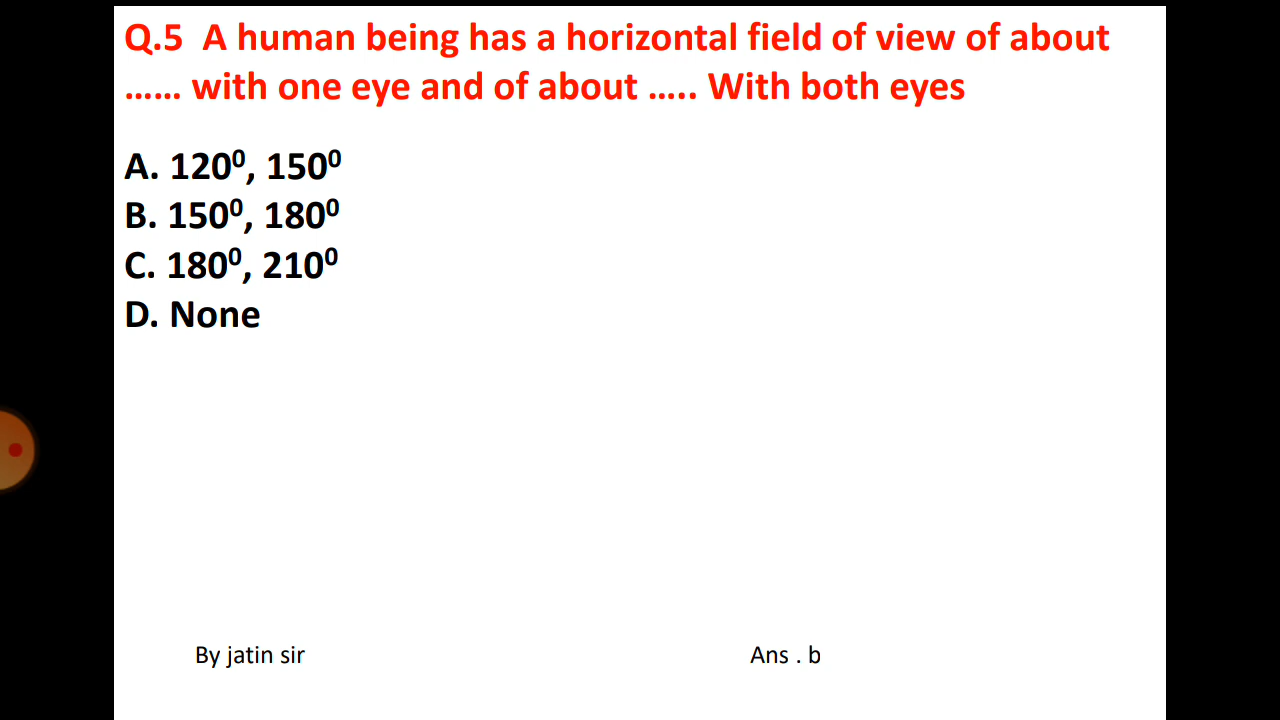 Q.5 A human being has a horizontal field of view of about
...... with one eye and of about ..... With both eyes
A. 120⁰, 150⁰
B. 150⁰, 180⁰
C. 180⁰, 210⁰
D. None
By jatin sir
Ans . b